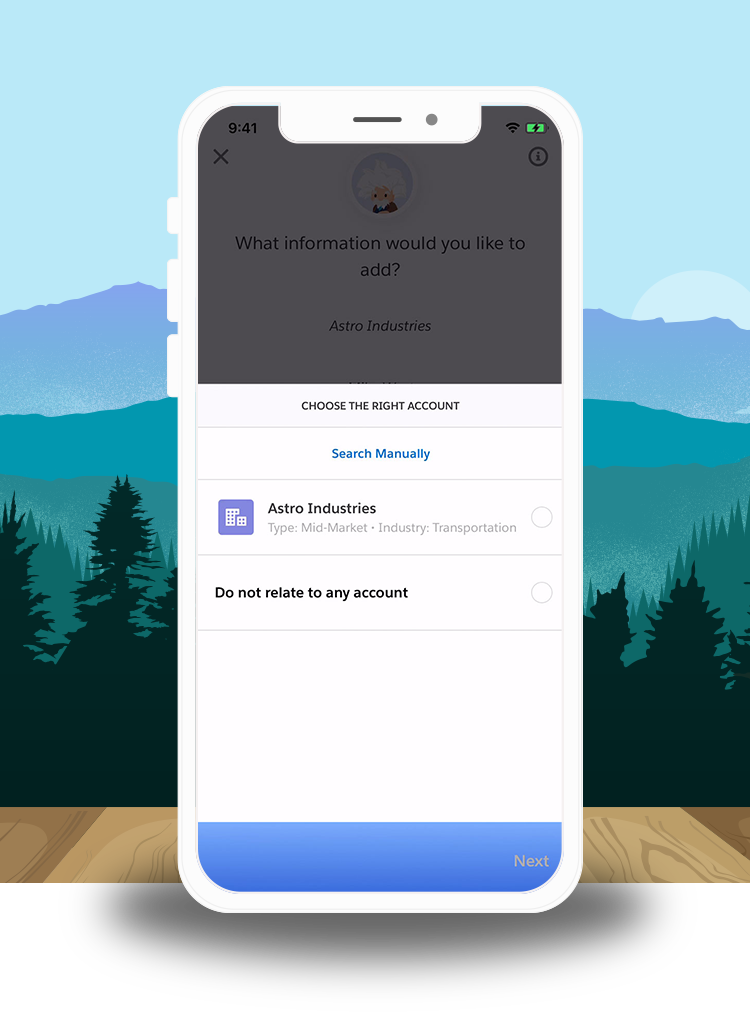 9:41
What information would you like to
add?
Astro Industries
CHOOSE THE RIGHT ACCOUNT
Search Manually
Astro Industries
Type: Mid-Market • Industry: Transportation
Do not relate to any account
Next